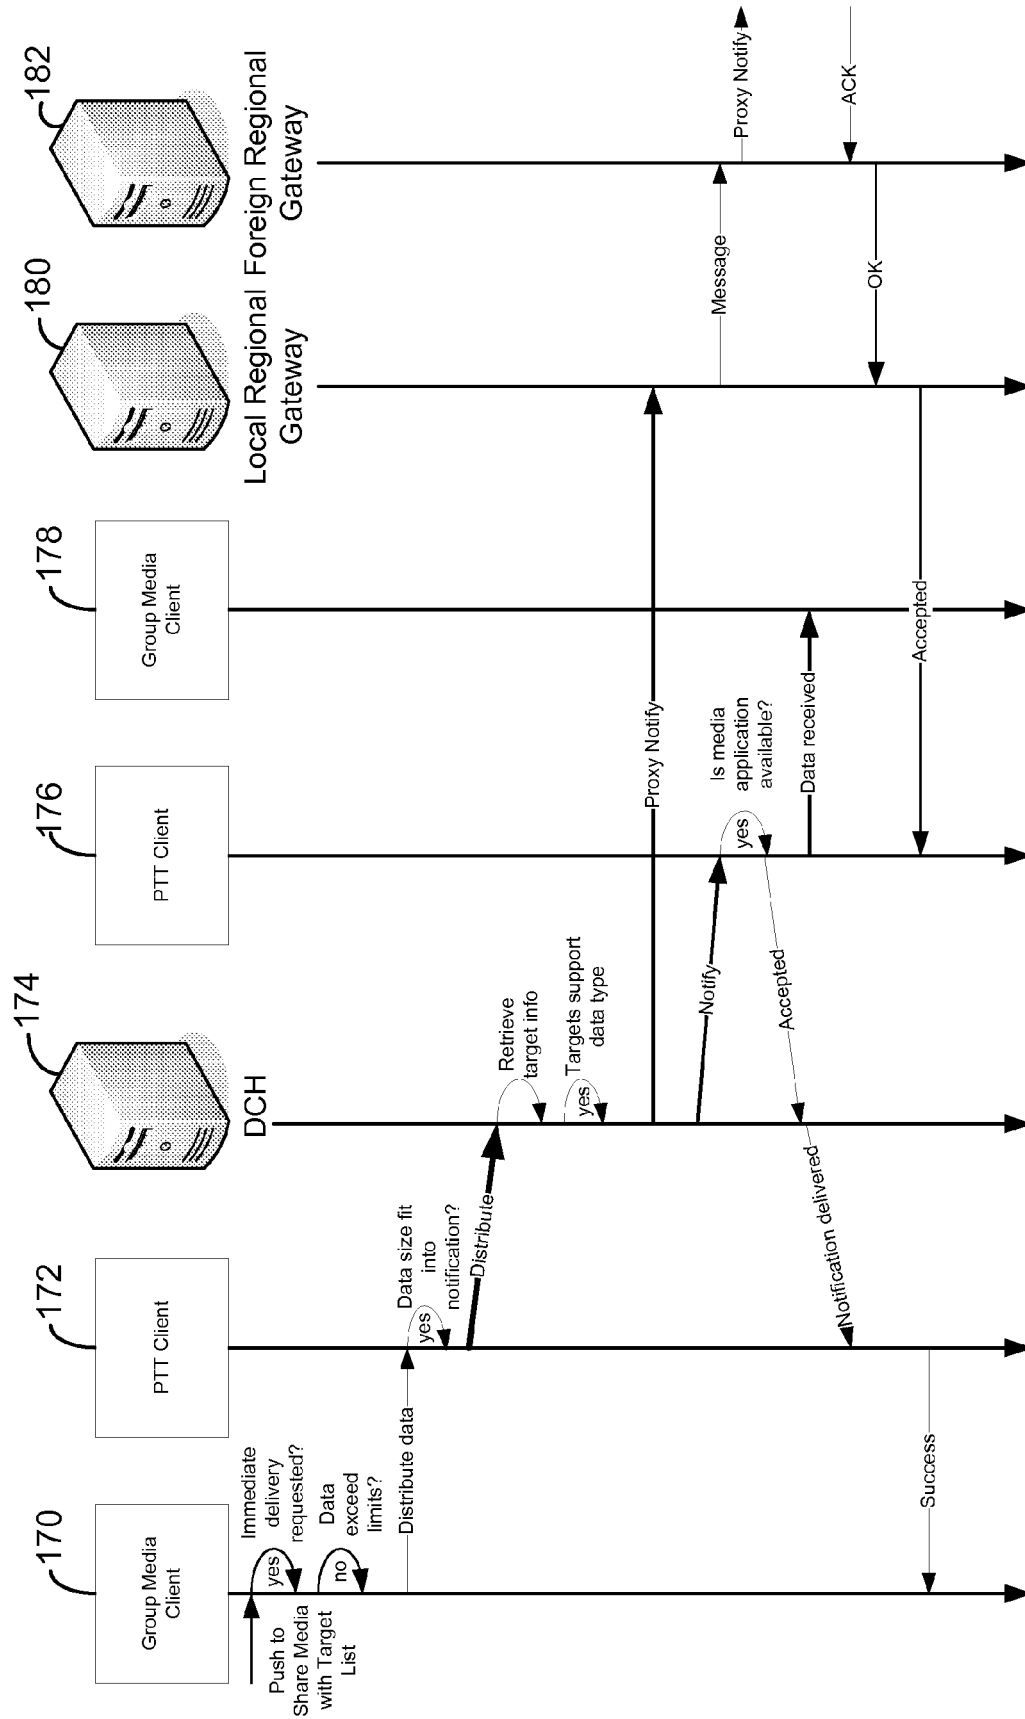 170
172
174
176
178
180
182
Group Media
Client
PTT Client
DCH
PTT Client
Group Media
Client
Local Regional
Gateway
Foreign Regional
Gateway
Push to
Share Media
with Target
List
Immediate
delivery
requested?
yes
Data
exceed
limits?
no
Distribute data
Data size fit
into
notification?
yes
Distribute
Retrieve
target info
Targets support
data type
yes
Proxy Notify
Notify
Is media
application
available?
yes
Message
Proxy Notify
Accepted
Data received
Notification delivered
ACK
OK
Accepted
Success